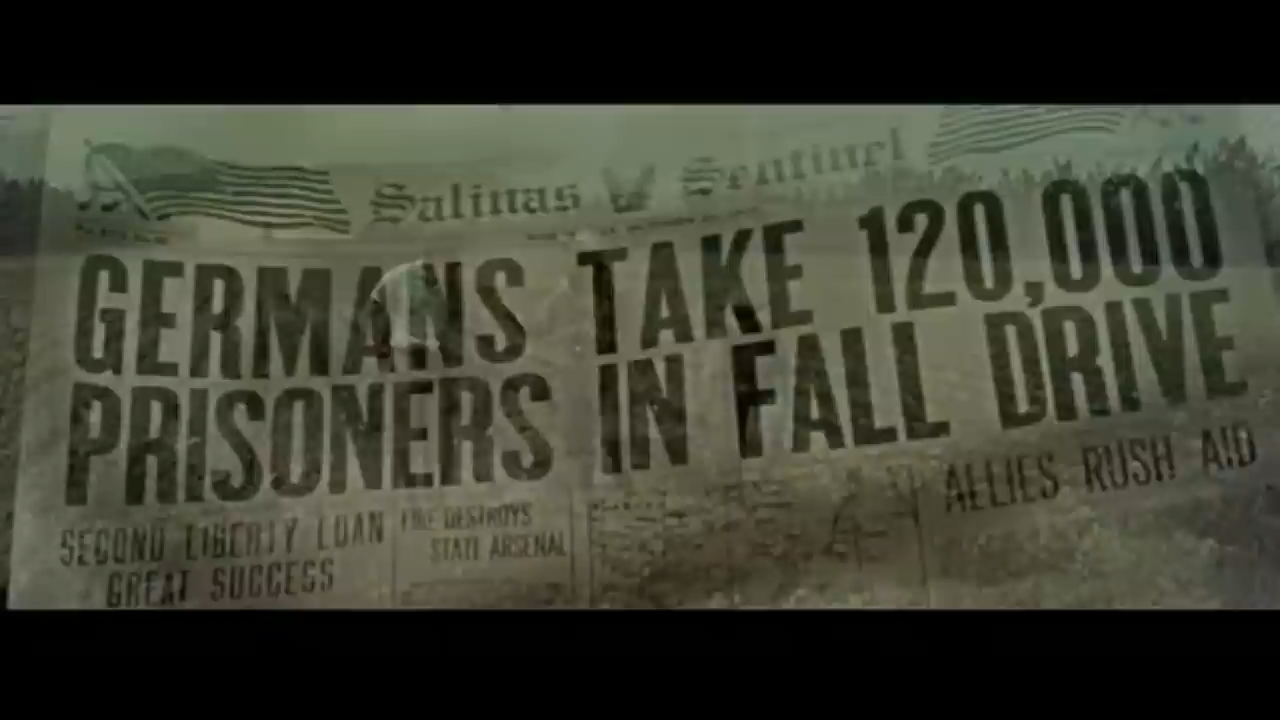 Salinas Sentinel
GERMANS TAKE 120,000
PRISONERS IN FALL DRIVE
SECOND LIBERTY LOAN
GREAT SUCCESS
FIRE DESTROYS
STATE ARSENAL
ALLIES RUSH AID